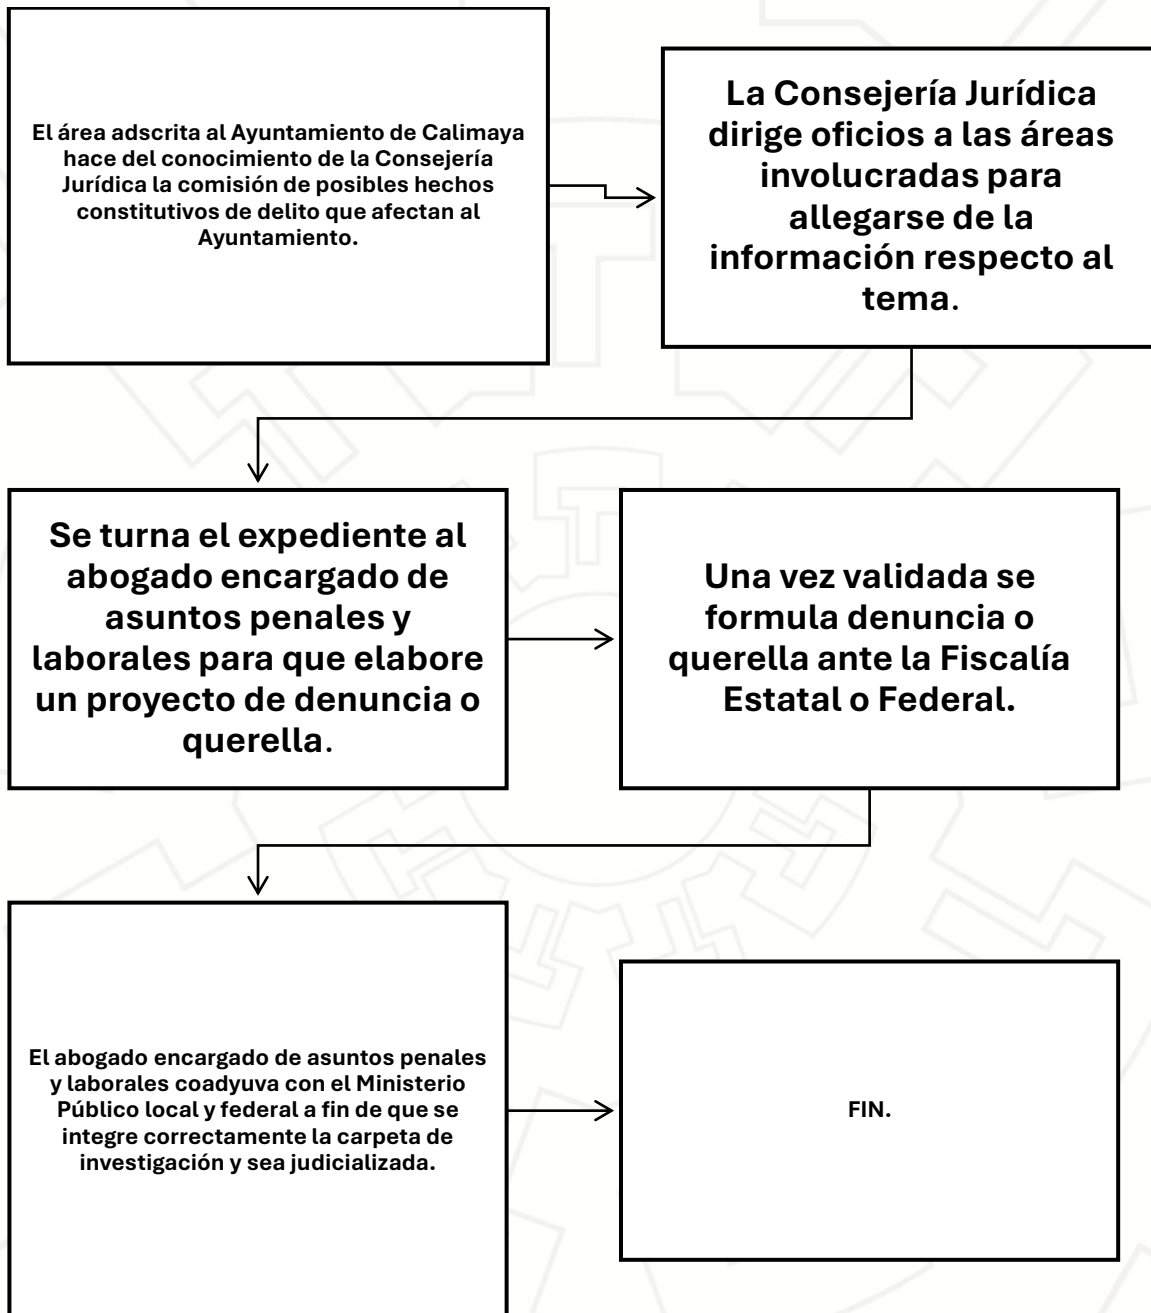 El área adscrita al Ayuntamiento de Calimaya
hace del conocimiento de la Consejería
Jurídica la comisión de posibles hechos
constitutivos de delito que afectan al
Ayuntamiento.
La Consejería Jurídica
dirige oficios a las áreas
involucradas para
allegarse de la
información respecto al
tema.
Se turna el expediente al
abogado encargado de
asuntos penales y
laborales para que elabore
un proyecto de denuncia o
querella.
Una vez validada se
formula denuncia o
querella ante la Fiscalía
Estatal o Federal.
El abogado encargado de asuntos penales
y laborales coadyuva con el Ministerio
Público local y federal a fin de que se
integre correctamente la carpeta de
investigación y sea judicializada.
FIN.